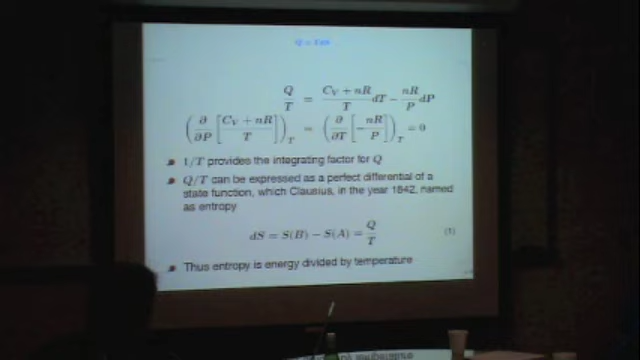 Q = TdS
Q/T = (C_V + nR)/T dT − nR/P dP
(∂/∂P [(C_V + nR)/T])_T = (∂/∂T [−nR/P])_T = 0
1/T provides the integrating factor for Q
Q/T can be expressed as a perfect differential of a
state function, which Clausius, in the year 1842, named
as entropy
dS = S(B) − S(A) = Q/T (1)
Thus entropy is energy divided by temperature